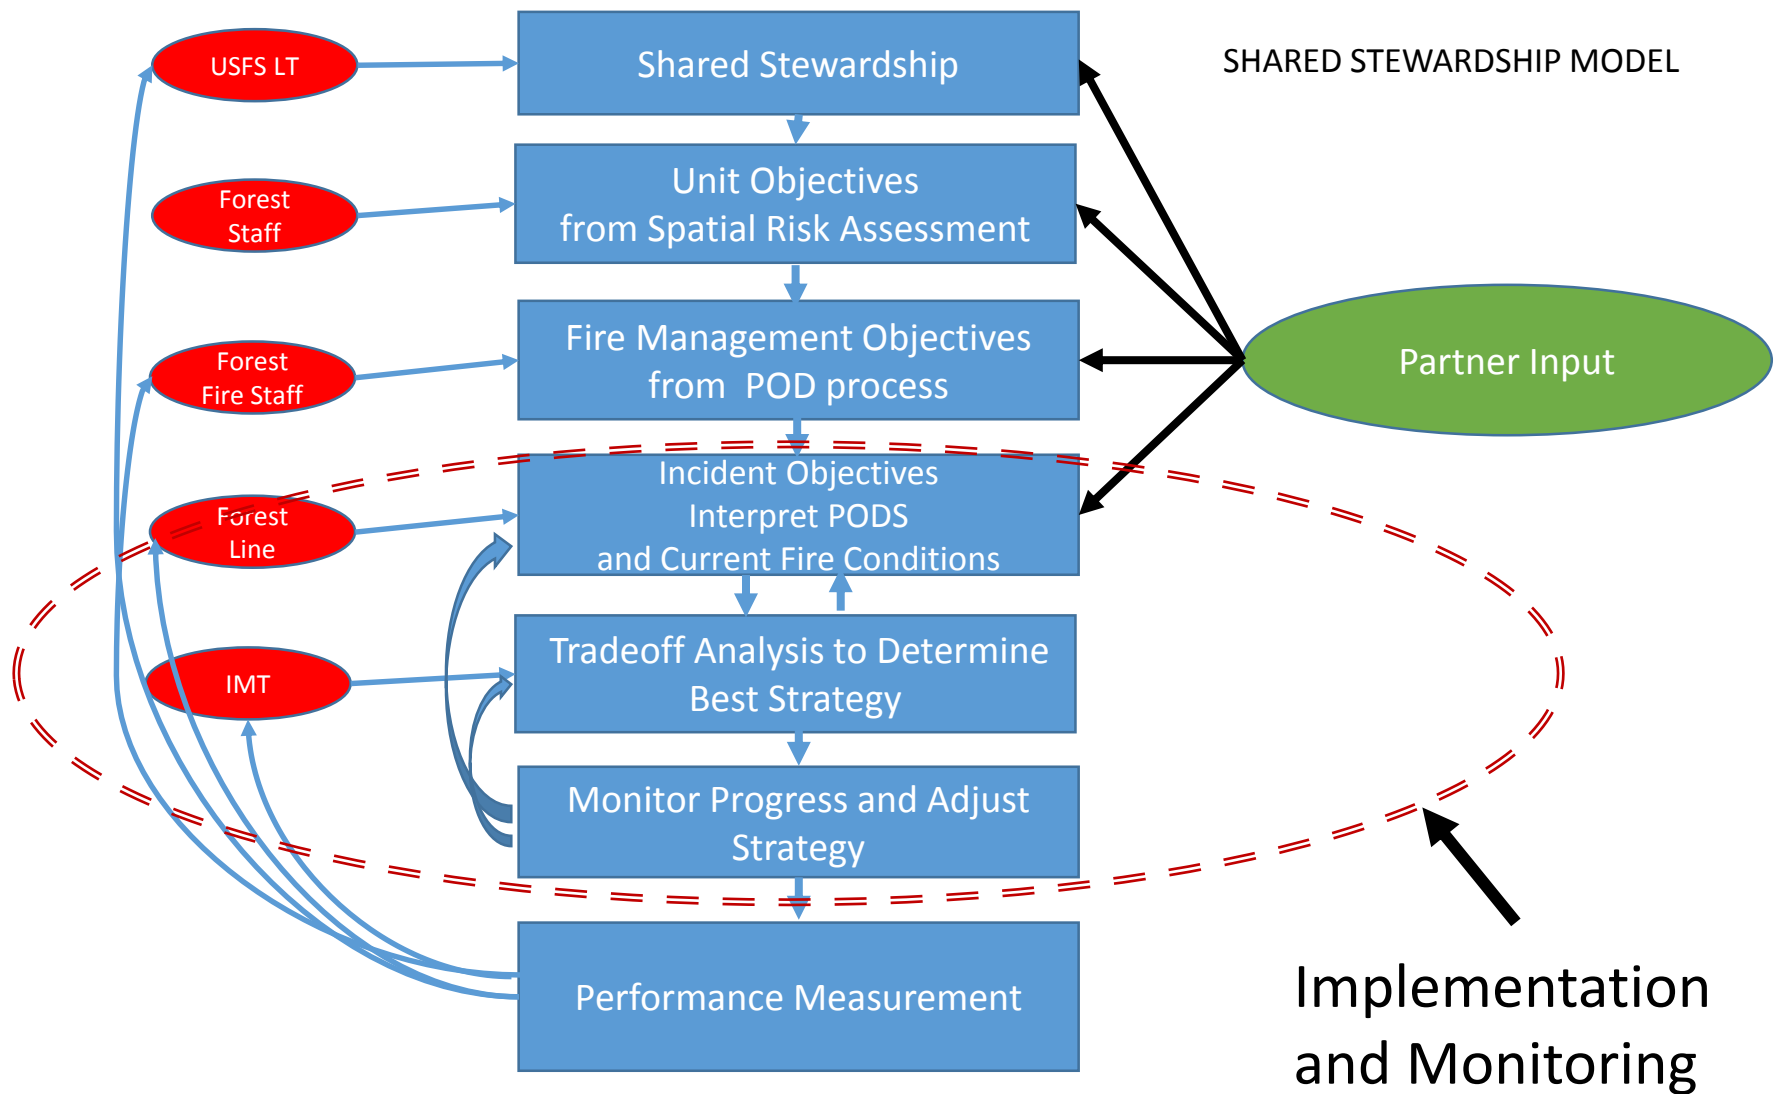 USFS LT
Shared Stewardship
SHARED STEWARDSHIP MODEL
Forest
Staff
Unit Objectives
from Spatial Risk Assessment
Forest
Fire Staff
Fire Management Objectives
from  POD process
Partner Input
Forest
Line
Incident Objectives
Interpret PODS
and Current Fire Conditions
IMT
Tradeoff Analysis to Determine
Best Strategy
Monitor Progress and Adjust
Strategy
Performance Measurement
Implementation
and Monitoring